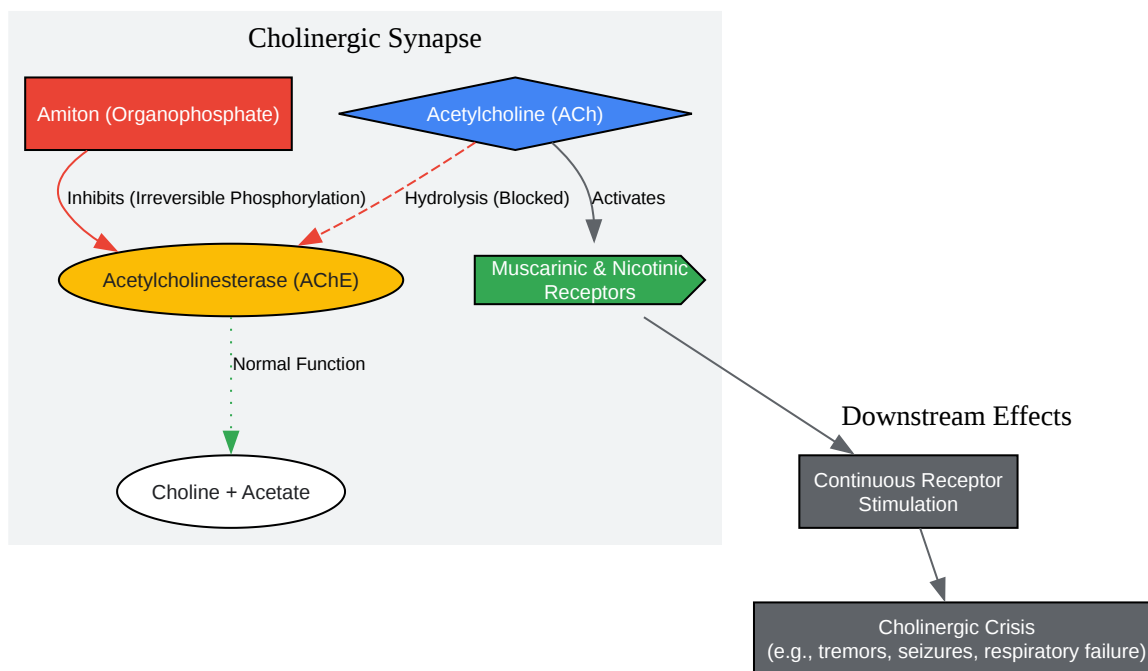 Cholinergic Synapse
Amiton (Organophosphate)
Acetylcholine (ACh)
Inhibits (Irreversible Phosphorylation)
Hydrolysis (Blocked)
Activates
Acetylcholinesterase (AChE)
Muscarinic & Nicotinic
Receptors
Normal Function
Downstream Effects
Choline + Acetate
Continuous Receptor
Stimulation
Cholinergic Crisis
(e.g., tremors, seizures, respiratory failure)